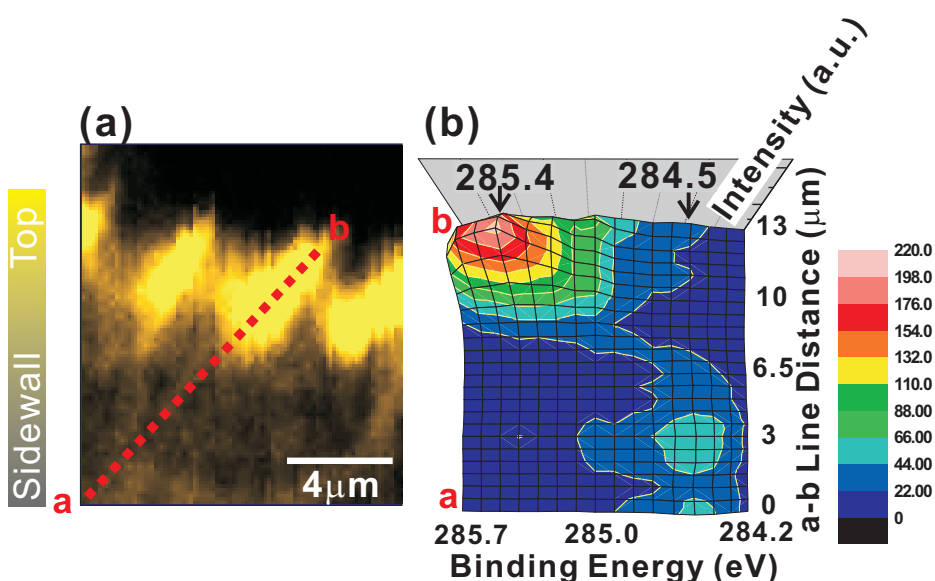 (a)
Top
Sidewall
b
a
4μm
(b)
Intensity (a.u.)
285.4
284.5
b
a
13
10
6.5
3
0
a-b Line Distance (μm)
285.7
285.0
284.2
Binding Energy (eV)
220.0
198.0
176.0
154.0
132.0
110.0
88.00
66.00
44.00
22.00
0